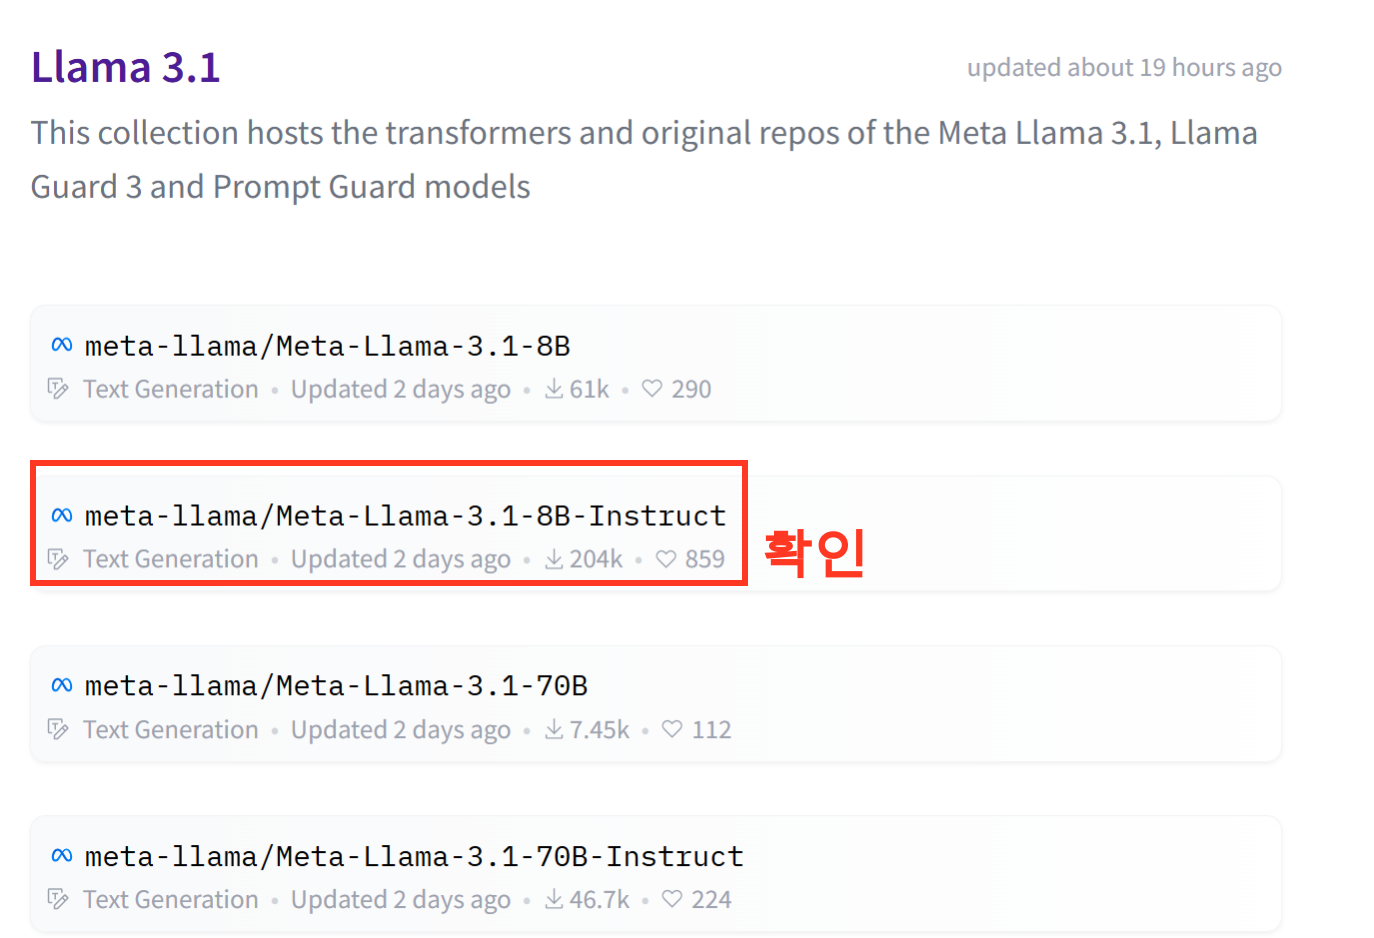 Llama 3.1
updated about 19 hours ago
This collection hosts the transformers and original repos of the Meta Llama 3.1, Llama
Guard 3 and Prompt Guard models
meta-llama/Meta-Llama-3.1-8B
Text Generation • Updated 2 days ago • 61k • 290
meta-llama/Meta-Llama-3.1-8B-Instruct
Text Generation • Updated 2 days ago • 204k • 859
확인
meta-llama/Meta-Llama-3.1-70B
Text Generation • Updated 2 days ago • 7.45k • 112
meta-llama/Meta-Llama-3.1-70B-Instruct
Text Generation • Updated 2 days ago • 46.7k • 224